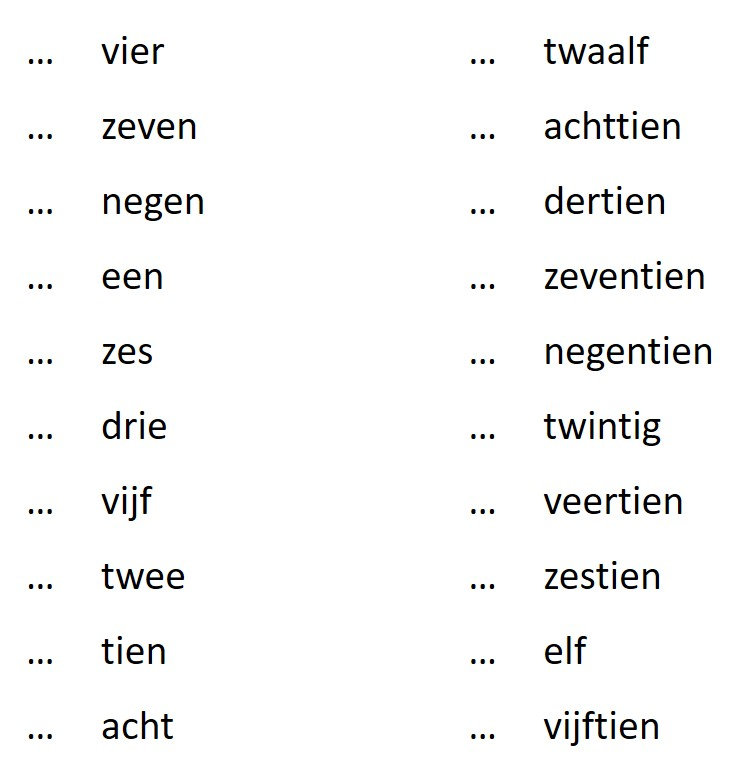 ... vier ... twaalf
... zeven ... achttien
... negen ... dertien
... een ... zeventien
... zes ... negentien
... drie ... twintig
... vijf ... veertien
... twee ... zestien
... tien ... elf
... acht ... vijftien